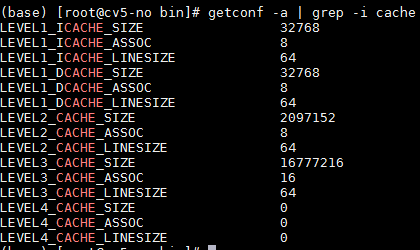 (base) [root@cv5-no bin]# getconf -a | grep -i cache
LEVEL1_ICACHE_SIZE 32768
LEVEL1_ICACHE_ASSOC 8
LEVEL1_ICACHE_LINESIZE 64
LEVEL1_DCACHE_SIZE 32768
LEVEL1_DCACHE_ASSOC 8
LEVEL1_DCACHE_LINESIZE 64
LEVEL2_CACHE_SIZE 2097152
LEVEL2_CACHE_ASSOC 8
LEVEL2_CACHE_LINESIZE 64
LEVEL3_CACHE_SIZE 16777216
LEVEL3_CACHE_ASSOC 16
LEVEL3_CACHE_LINESIZE 64
LEVEL4_CACHE_SIZE 0
LEVEL4_CACHE_ASSOC 0
LEVEL4_CACHE_LINESIZE 0